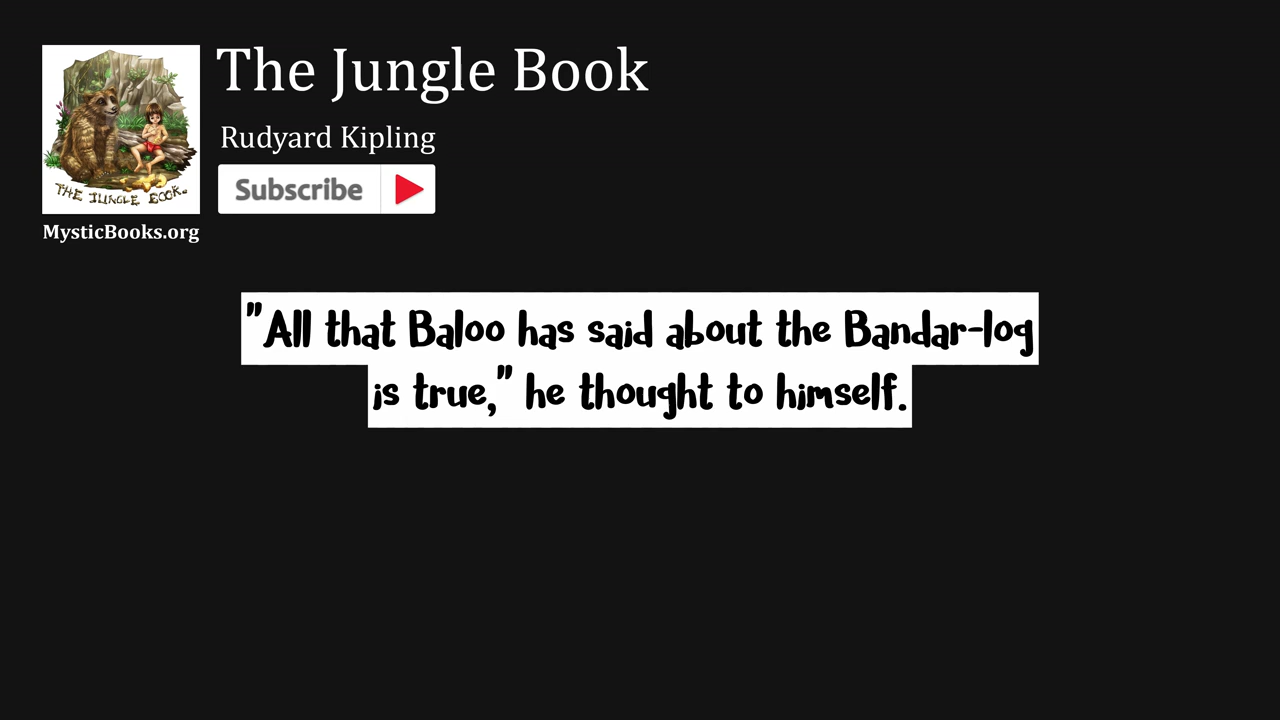 The Jungle Book
Rudyard Kipling
Subscribe
THE JUNGLE BOOK.
MysticBooks.org
"All that Baloo has said about the Bandar-log
is true," he thought to himself.